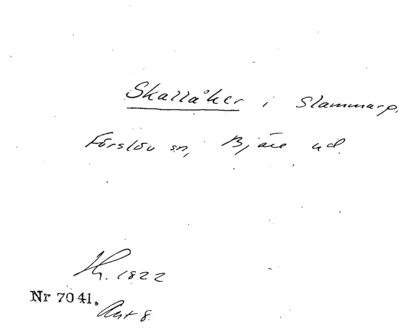 Skallåker i Slammarp,
Förslöv sn, Bjäre hd.
1822
Nr 7041.
Akt 8.